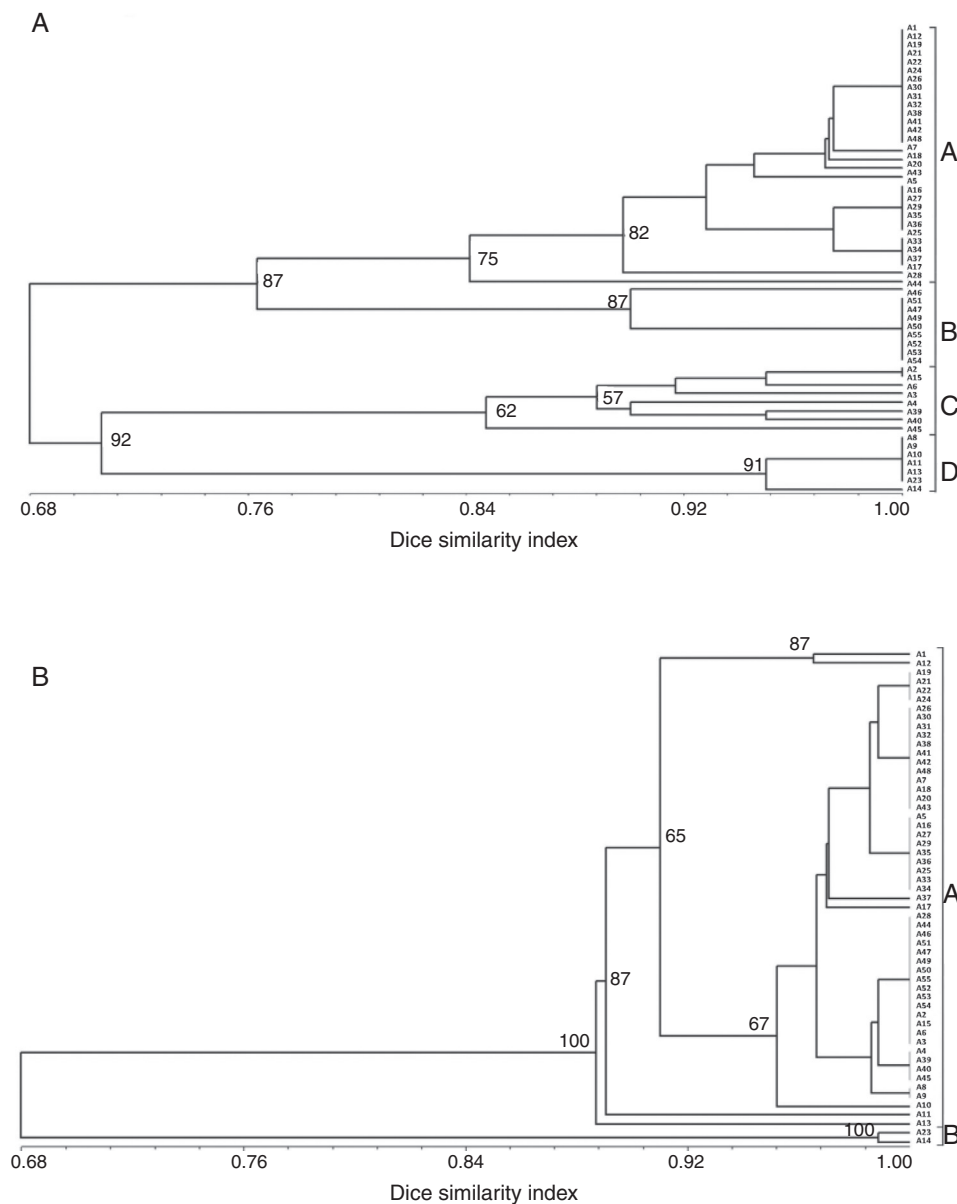 A
A1
A12
A19
A21
A22
A24
A26
A30
A31
A32
A38
A41
A42
A48
A7
A18
A20
A43
A5
A16
A27
A29
A35
A36
A25
A33
A34
A37
A17
A28
A44
A46
A51
A47
A49
A50
A55
A52
A53
A54
A2
A15
A6
A3
A4
A39
A40
A45
A8
A9
A10
A11
A13
A23
A14
A
B
C
D
82
75
87
87
57
62
92
91
0.68 0.76 0.84 0.92 1.00
Dice similarity index
B
A1
A12
A19
A21
A22
A24
A26
A30
A31
A32
A38
A41
A42
A48
A7
A18
A20
A43
A5
A16
A27
A29
A35
A36
A25
A33
A34
A37
A17
A28
A44
A46
A51
A47
A49
A50
A55
A52
A53
A54
A2
A15
A6
A3
A4
A39
A40
A45
A8
A9
A10
A11
A13
A23
A14
A
B
87
65
87
67
100
100
0.68 0.76 0.84 0.92 1.00
Dice similarity index